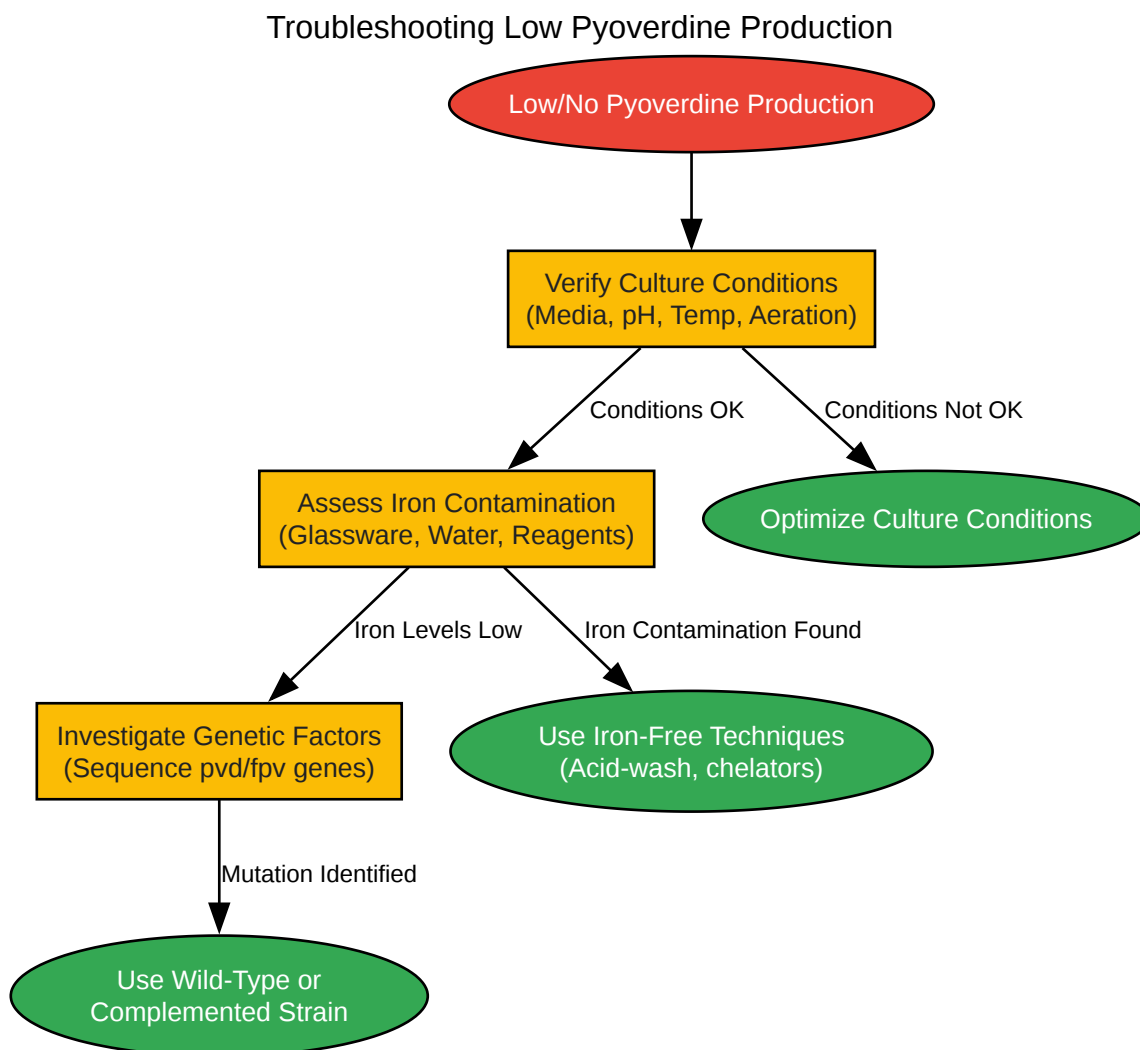 Troubleshooting Low Pyoverdine Production
Low/No Pyoverdine Production
Verify Culture Conditions
(Media, pH, Temp, Aeration)
Conditions OK
Conditions Not OK
Assess Iron Contamination
(Glassware, Water, Reagents)
Optimize Culture Conditions
Iron Levels Low
Iron Contamination Found
Investigate Genetic Factors
(Sequence pvd/fpv genes)
Use Iron-Free Techniques
(Acid-wash, chelators)
Mutation Identified
Use Wild-Type or
Complemented Strain